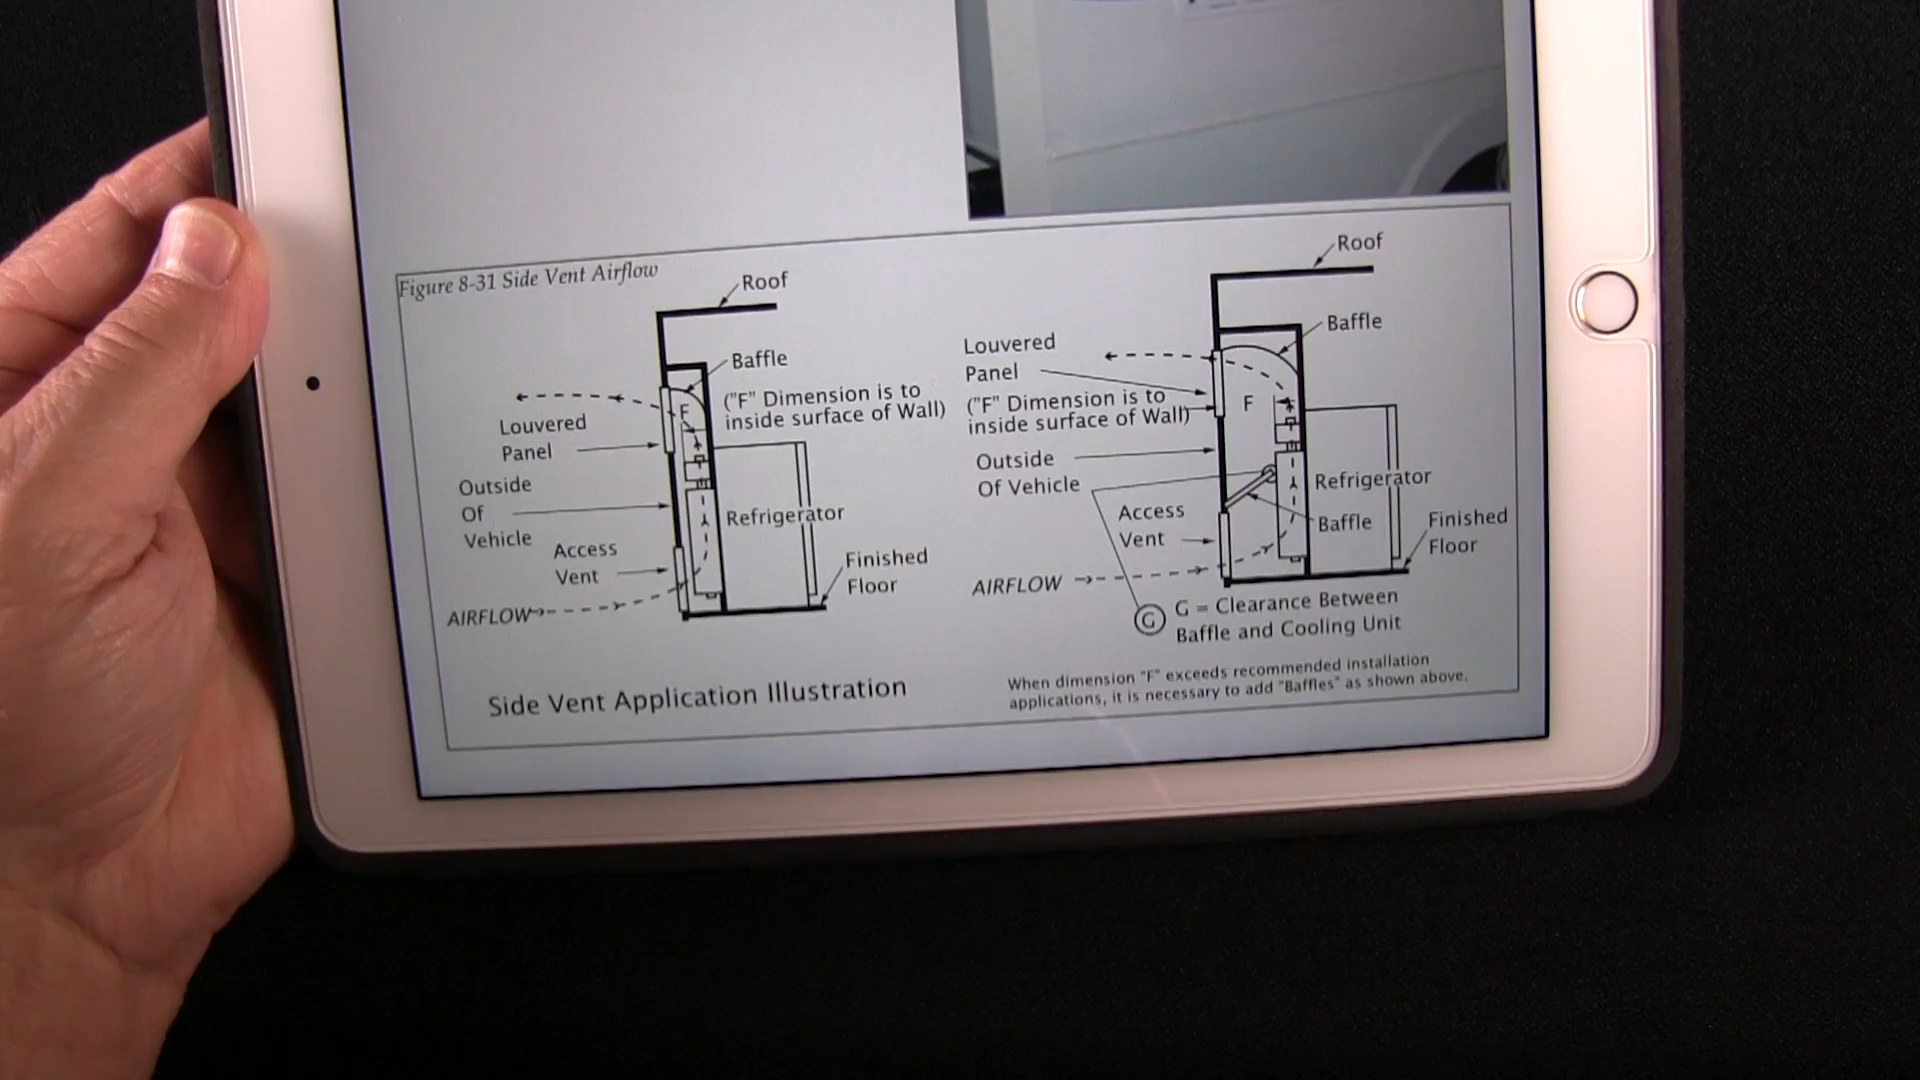 Figure 8-31 Side Vent Airflow
Roof
Baffle
("F" Dimension is to
inside surface of Wall)
F
Louvered
Panel
Outside
Of
Vehicle
Refrigerator
Access
Vent
Finished
Floor
AIRFLOW
Side Vent Application Illustration
Roof
Baffle
Louvered
Panel
("F" Dimension is to
inside surface of Wall)
F
Outside
Of Vehicle
Refrigerator
Access
Vent
Baffle
Finished
Floor
AIRFLOW
G
G = Clearance Between
Baffle and Cooling Unit
When dimension "F" exceeds recommended installation
applications, it is necessary to add "Baffles" as shown above.